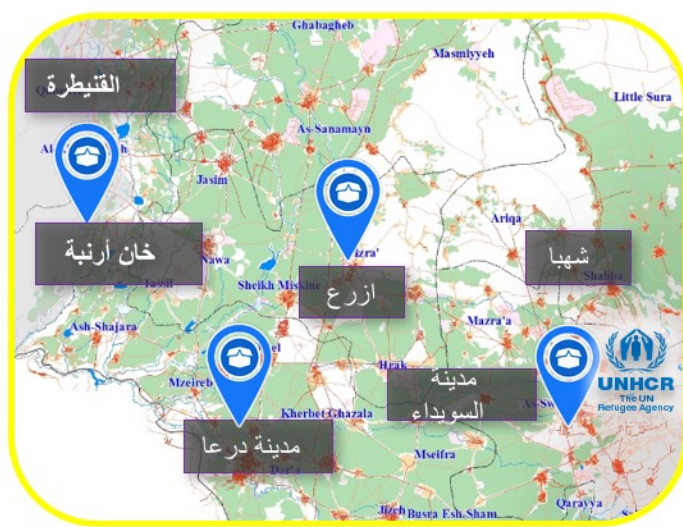 Ghabagheb
Masmiyyeh
القنيطرة
Little Sura
As-Sanamayn
Jasim
Ariqa
شهبا
خان أرنبة
Nawa
ازرع
Shahba
Sheikh Miskine
Ash-Shajara
Mazra'a
UNHCR
The UN
Refugee Agency
Hrak
مدينة
السويداء
Mzeireb
Kherbet Ghazala
مدينة درعا
Mseifra
Jizeh
Busra Esh-Sham
Qarayya